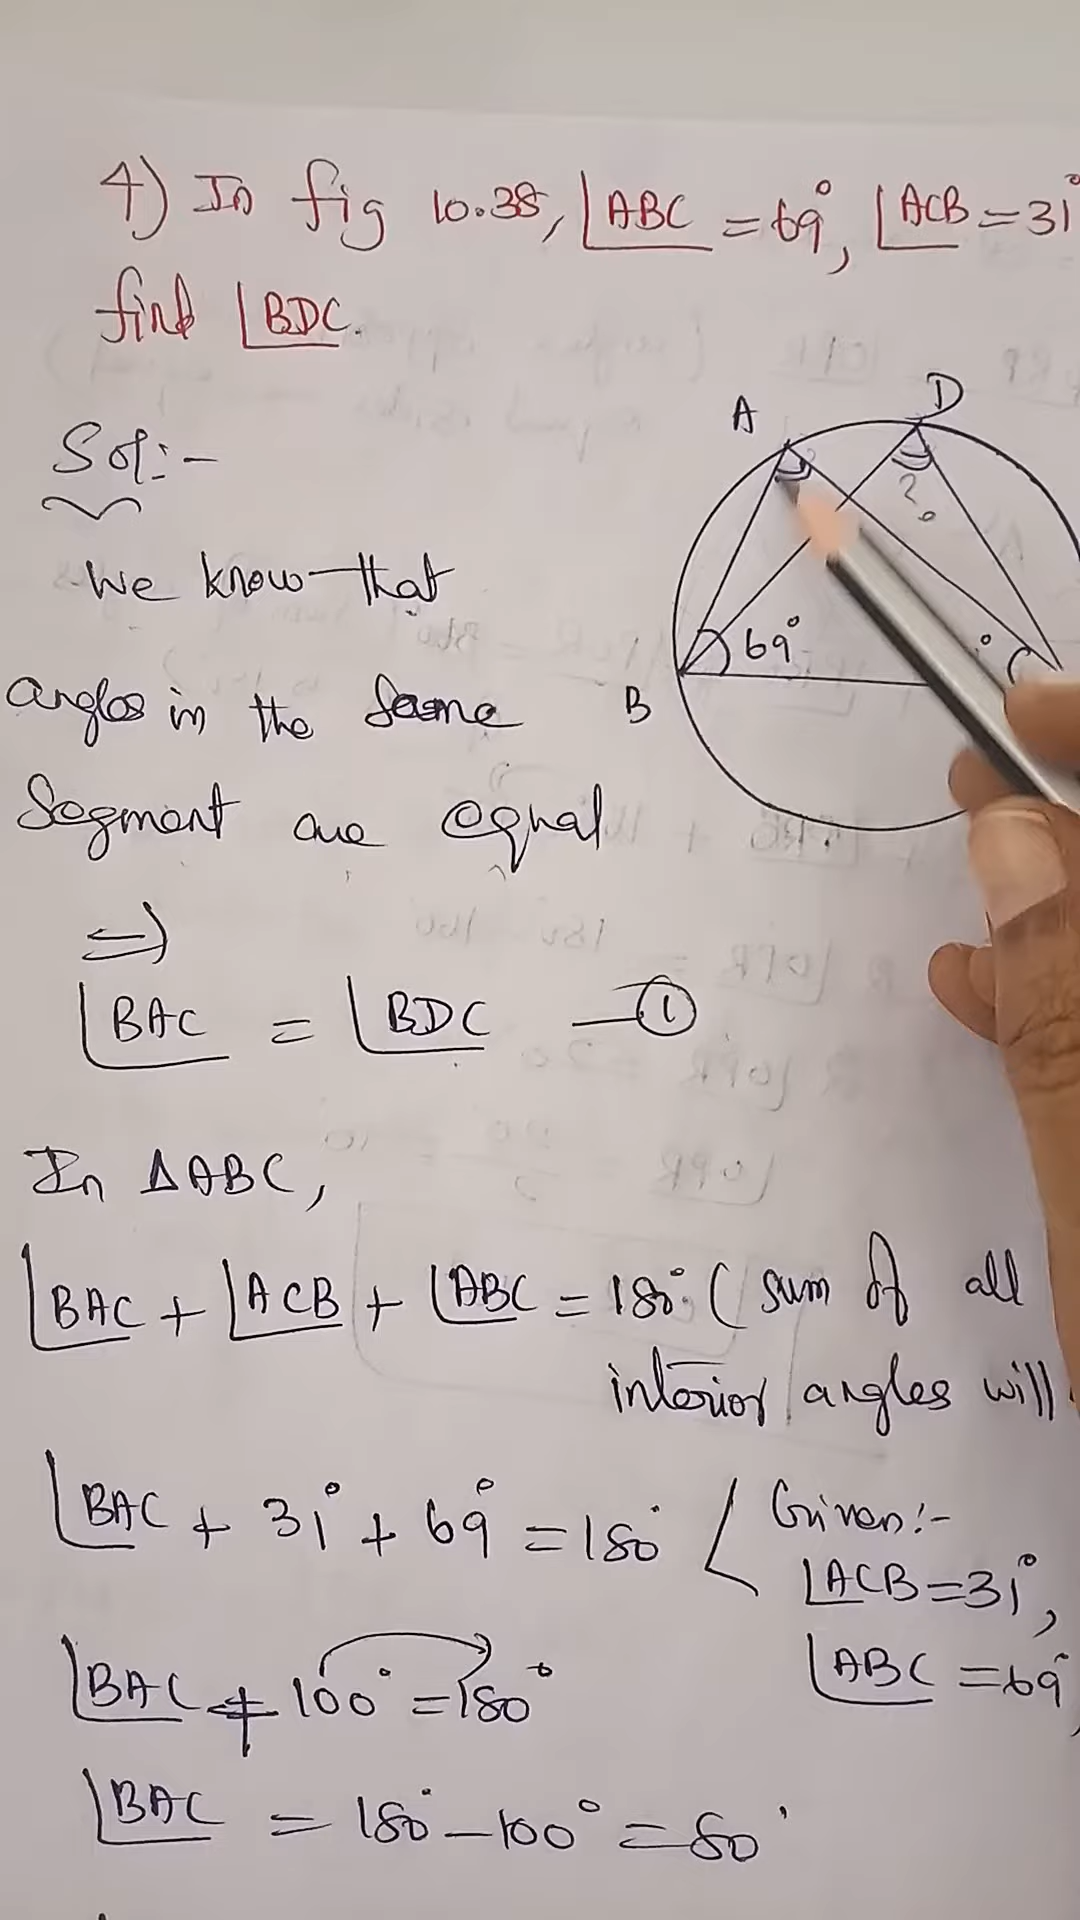 4) In fig 10.38, ∠ABC = 69°, ∠ACB = 31°
find ∠BDC.
A
D
?
69°
B
Sol:-
We know that
angles in the same
Segment are equal
⇒
∠BAC = ∠BDC —①
In ΔABC,
∠BAC + ∠ACB + ∠ABC = 180° ( sum of all
interior angles will
∠BAC + 31° + 69° = 180°
Given:-
∠ACB = 31°,
∠ABC = 69°
∠BAC + 100° = 180°
∠BAC = 180° - 100° = 80°